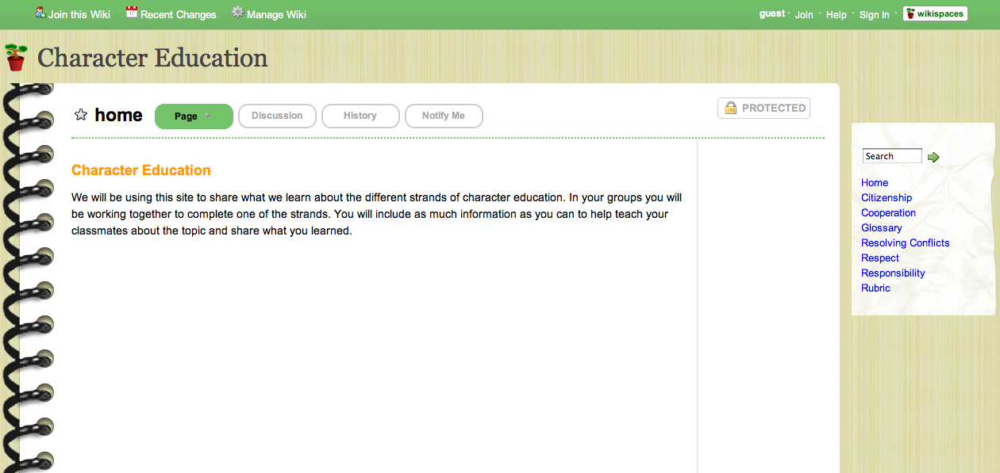 Join this Wiki Recent Changes Manage Wiki guest · Join · Help · Sign In · wikispaces
17
Character Education
home Page Discussion History Notify Me PROTECTED
Character Education
We will be using this site to share what we learn about the different strands of character education. In your groups you will
be working together to complete one of the strands. You will include as much information as you can to help teach your
classmates about the topic and share what you learned.
Search
Home
Citizenship
Cooperation
Glossary
Resolving Conflicts
Respect
Responsibility
Rubric